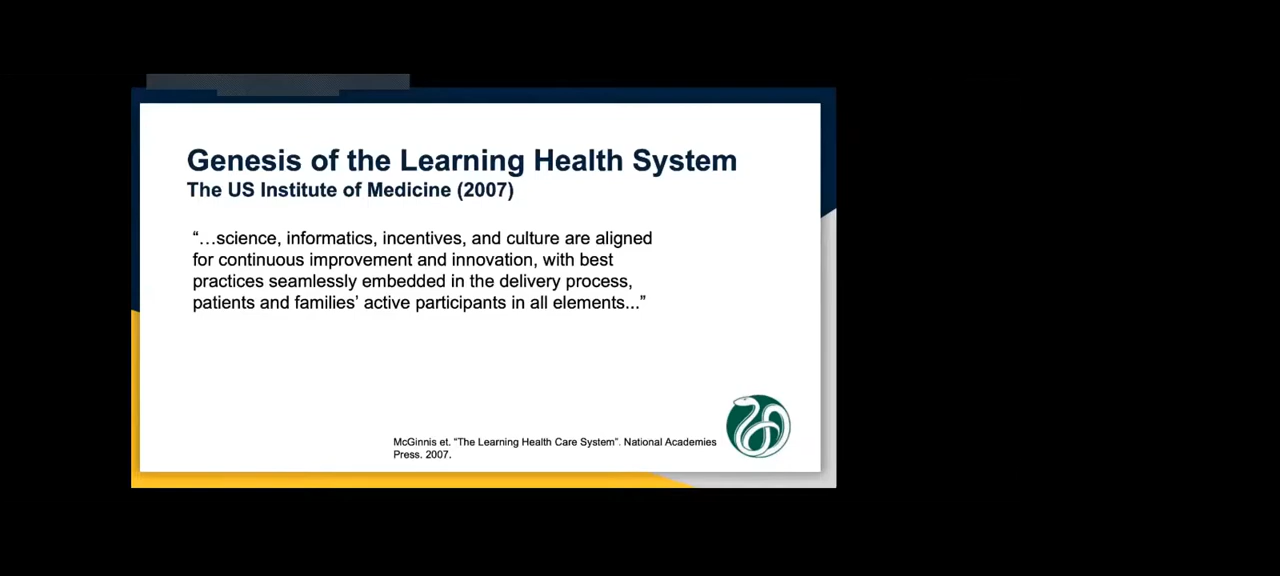 Genesis of the Learning Health System
The US Institute of Medicine (2007)
“…science, informatics, incentives, and culture are aligned
for continuous improvement and innovation, with best
practices seamlessly embedded in the delivery process,
patients and families’ active participants in all elements...”
McGinnis et. “The Learning Health Care System”. National Academies
Press. 2007.